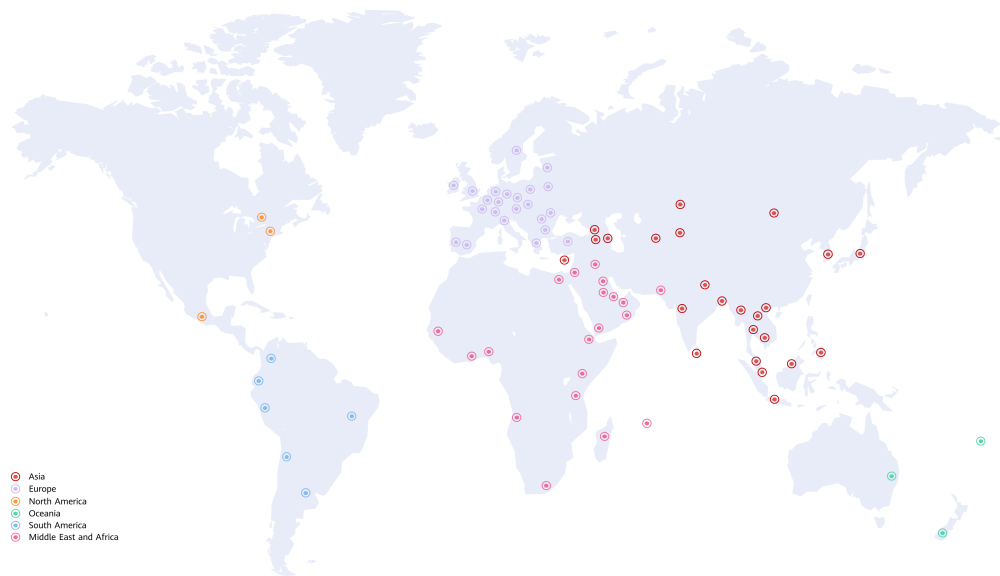 Asia
Europe
North America
Oceania
South America
Middle East and Africa